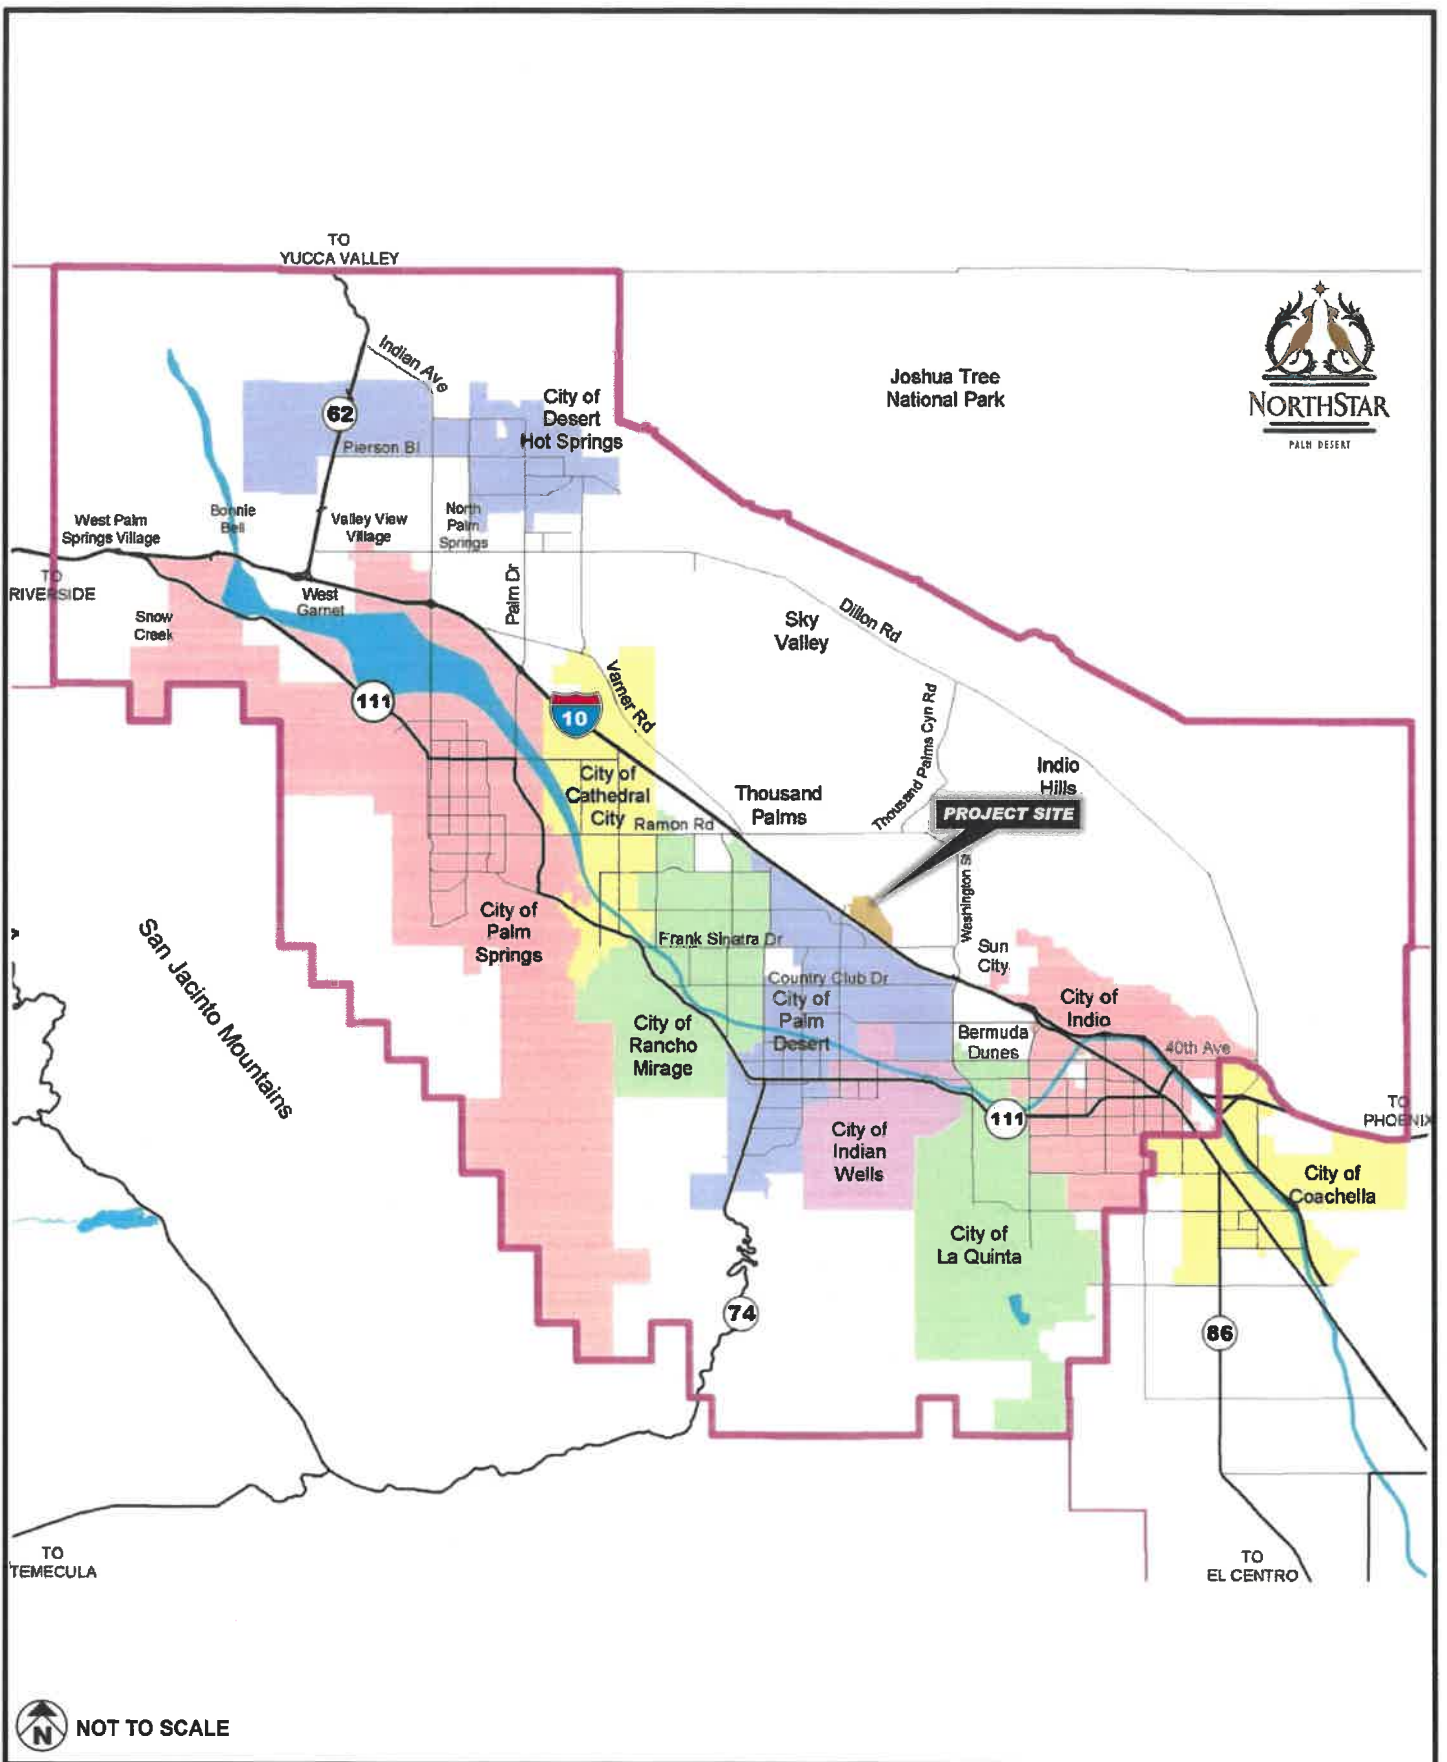 TO
YUCCA VALLEY
Indian Ave
62
City of
Desert
Hot Springs
Pierson Bl
Joshua Tree
National Park
NORTHSTAR
PALM DESERT
West Palm
Springs Village
Bonnie
Bell
Valley View
Village
North
Palm
Springs
TO
RIVERSIDE
Snow
Creek
West
Garnet
Palm Dr
Sky
Valley
Dillon Rd
111
10
Varner Rd
Thousand Palms Cyn Rd
City of
Cathedral
City
Ramon Rd
Thousand
Palms
Indio
Hills
PROJECT SITE
Washington St
City of
Palm
Springs
Frank Sinatra Dr
Sun
City
Country Club Dr
City of
Palm
Desert
City of
Rancho
Mirage
City of
Indio
Bermuda
Dunes
40th Ave
San Jacinto Mountains
111
TO
PHOENIX
City of
Indian
Wells
City of
Coachella
City of
La Quinta
74
86
TO
TEMECULA
TO
EL CENTRO
N
NOT TO SCALE